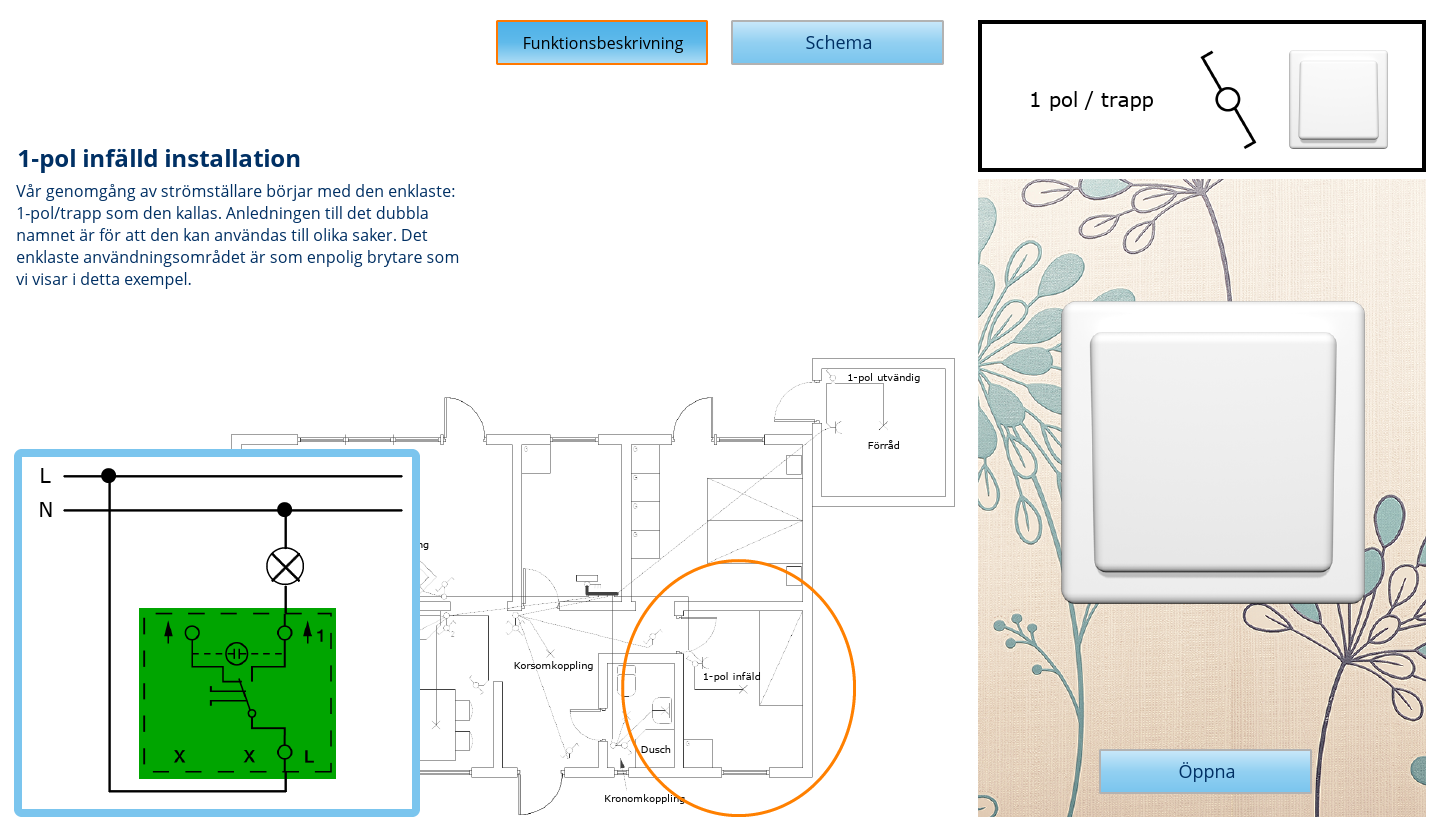 Funktionsbeskrivning
Schema
1 pol / trapp
1-pol infälld installation
Vår genomgång av strömställare börjar med den enklaste:
1-pol/trapp som den kallas. Anledningen till det dubbla
namnet är för att den kan användas till olika saker. Det
enklaste användningsområdet är som enpolig brytare som
vi visar i detta exempel.
1-pol utvändig
Förråd
L
N
ng
1
Korsomkoppling
1-pol infäld
X X L
Dusch
Kronomkoppling
Öppna